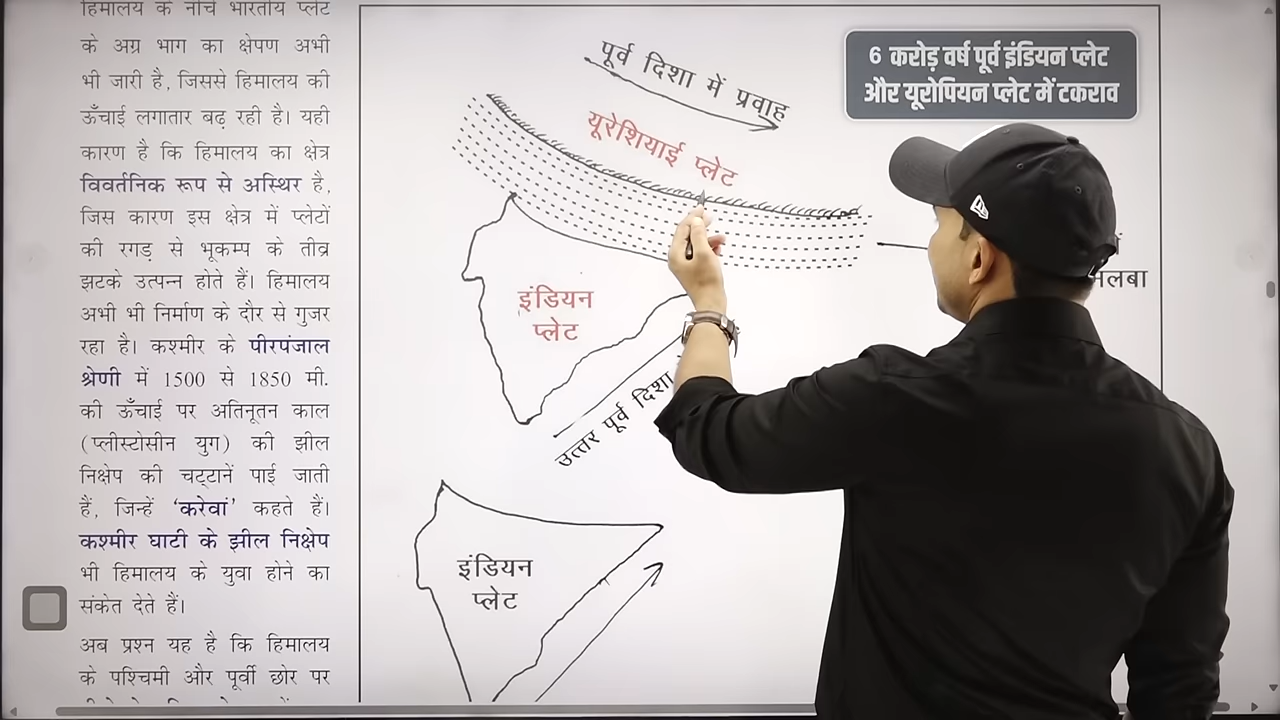 हिमालय के नीचे भारतीय प्लेट
के अग्र भाग का क्षेपण अभी
भी जारी है, जिससे हिमालय की
ऊँचाई लगातार बढ़ रही है। यही
कारण है कि हिमालय का क्षेत्र
विवर्तनिक रूप से अस्थिर है,
जिस कारण इस क्षेत्र में प्लेटों
की रगड़ से भूकम्प के तीव्र
झटके उत्पन्न होते हैं। हिमालय
अभी भी निर्माण के दौर से गुजर
रहा है। कश्मीर के पीरपंजाल
श्रेणी में 1500 से 1850 मी.
की ऊँचाई पर अतिनूतन काल
(प्लीस्टोसीन युग) की झील
निक्षेप की चट्टानें पाई जाती
हैं, जिन्हें ‘करेवां’ कहते हैं।
कश्मीर घाटी के झील निक्षेप
भी हिमालय के युवा होने का
संकेत देते हैं।
अब प्रश्न यह है कि हिमालय
के पश्चिमी और पूर्वी छोर पर
6 करोड़ वर्ष पूर्व इंडियन प्लेट
और यूरोपियन प्लेट में टकराव
पूर्व दिशा में प्रवाह
यूरेशियाई प्लेट
इंडियन
प्लेट
उत्तर पूर्व दिशा
मलबा
इंडियन
प्लेट